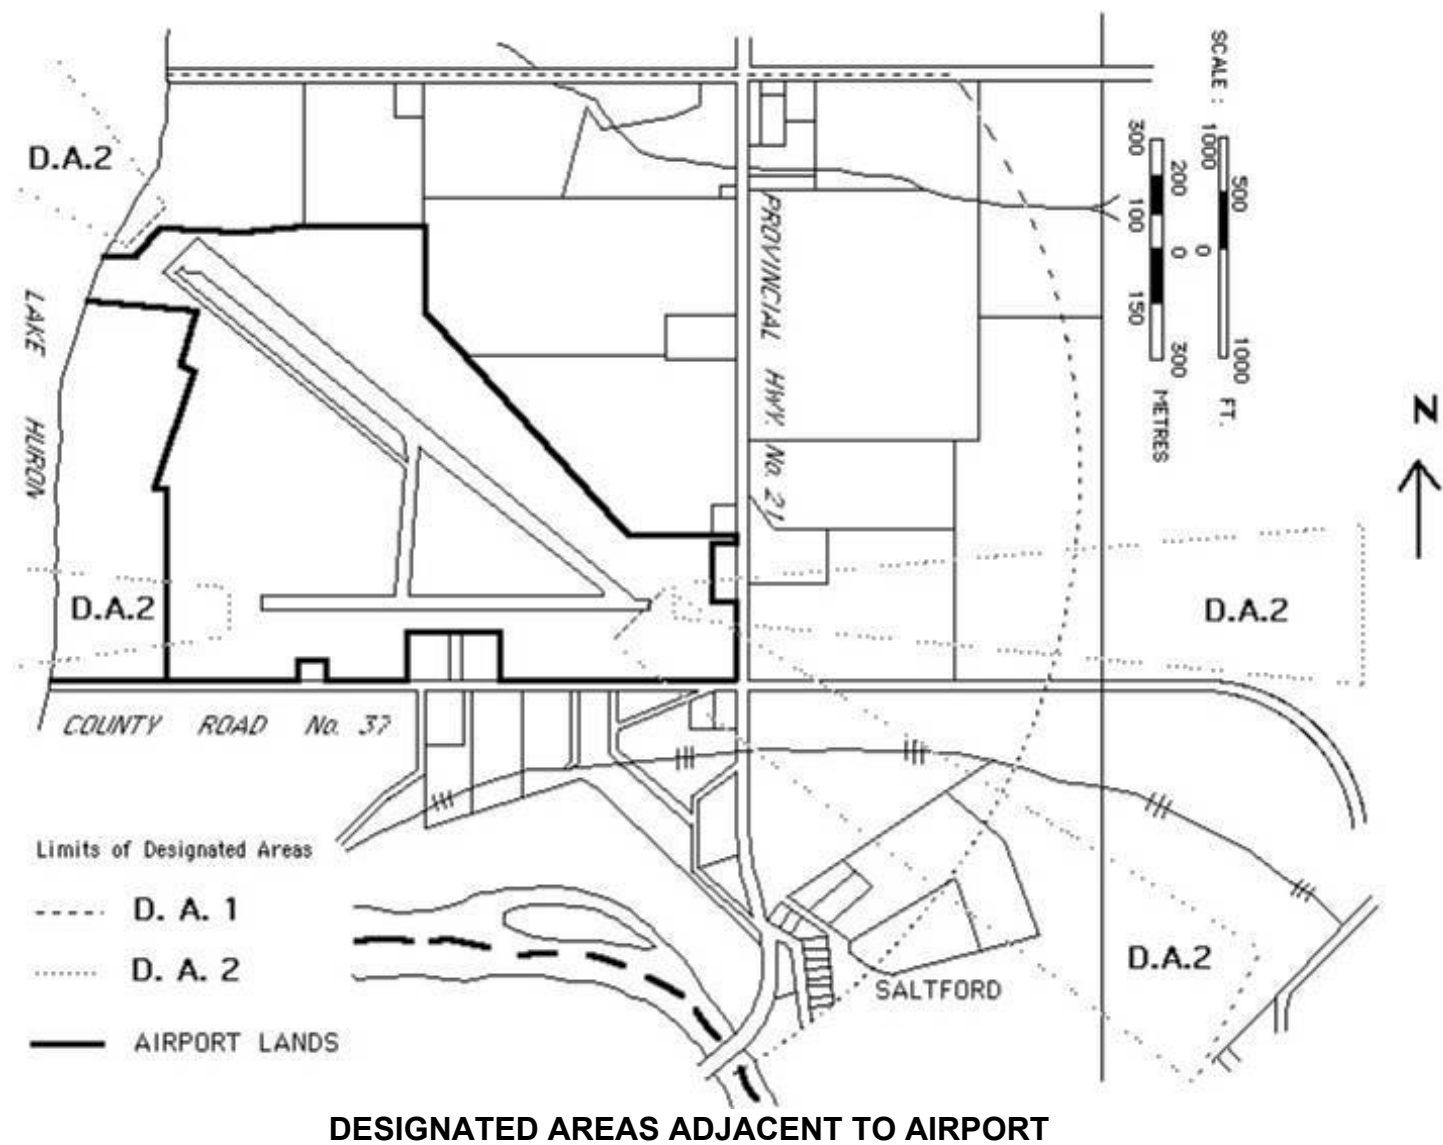 SCALE : 1000 500 0 1000 FT.
300 200 100 0 150 300 METRES
D.A.2
LAKE HURON
PROVINCIAL HWY. No. 21
N
D.A.2
D.A.2
COUNTY ROAD No. 37
Limits of Designated Areas
D. A. 1
D. A. 2
AIRPORT LANDS
D.A.2
SALTFORD
DESIGNATED AREAS ADJACENT TO AIRPORT